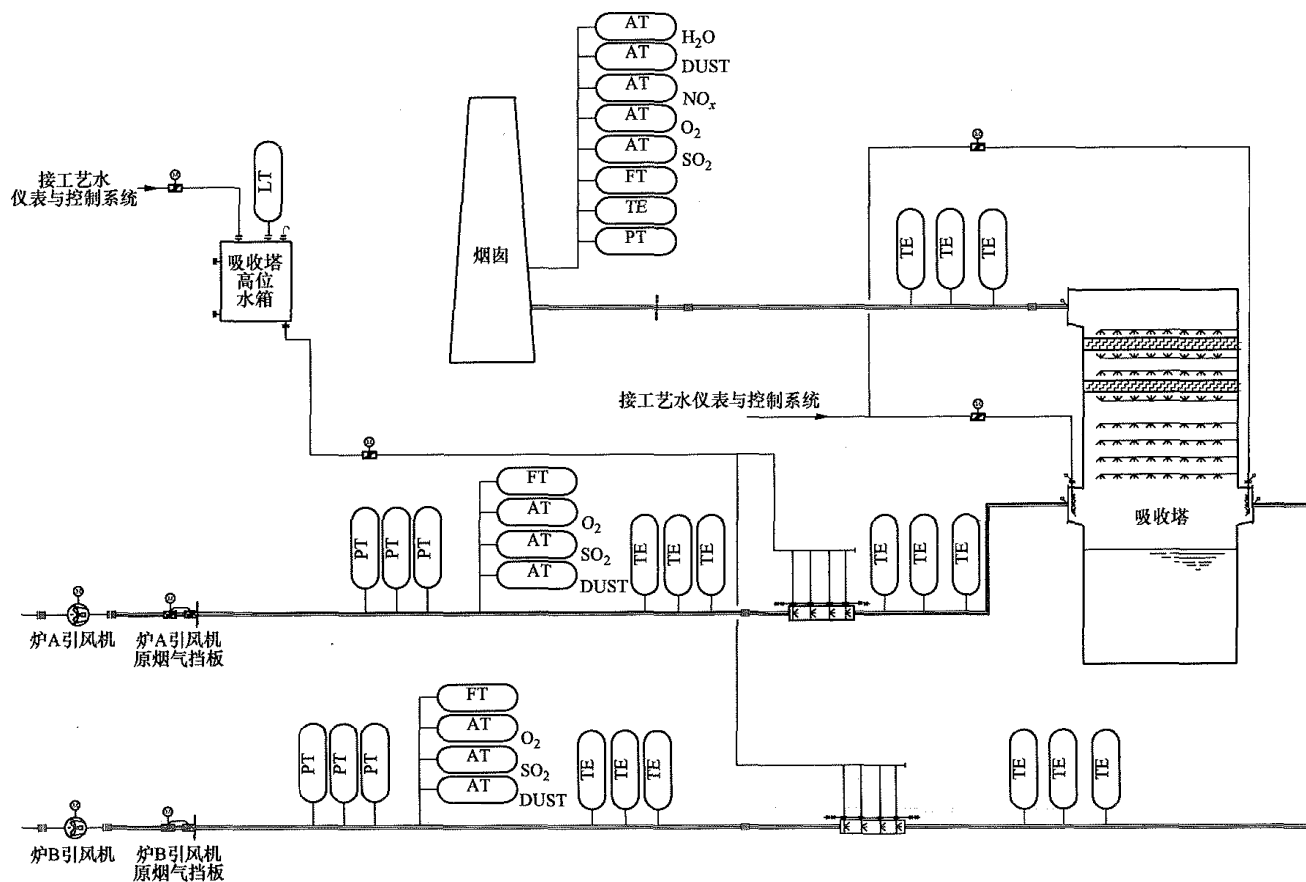 AT
H₂O
AT
DUST
AT
NOₓ
AT
O₂
AT
SO₂
FT
TE
PT
接工艺水
仪表与控制系统
LT
吸收塔
高位
水箱
烟囱
TE
TE
TE
接工艺水仪表与控制系统
吸收塔
PT
PT
PT
FT
AT
O₂
AT
SO₂
AT
DUST
TE
TE
TE
TE
TE
TE
炉A引风机
炉A引风机
原烟气挡板
PT
PT
PT
FT
AT
O₂
AT
SO₂
AT
DUST
TE
TE
TE
TE
TE
TE
炉B引风机
炉B引风机
原烟气挡板